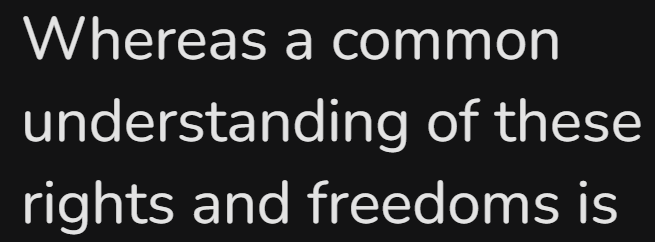 Whereas a common
understanding of these
rights and freedoms is